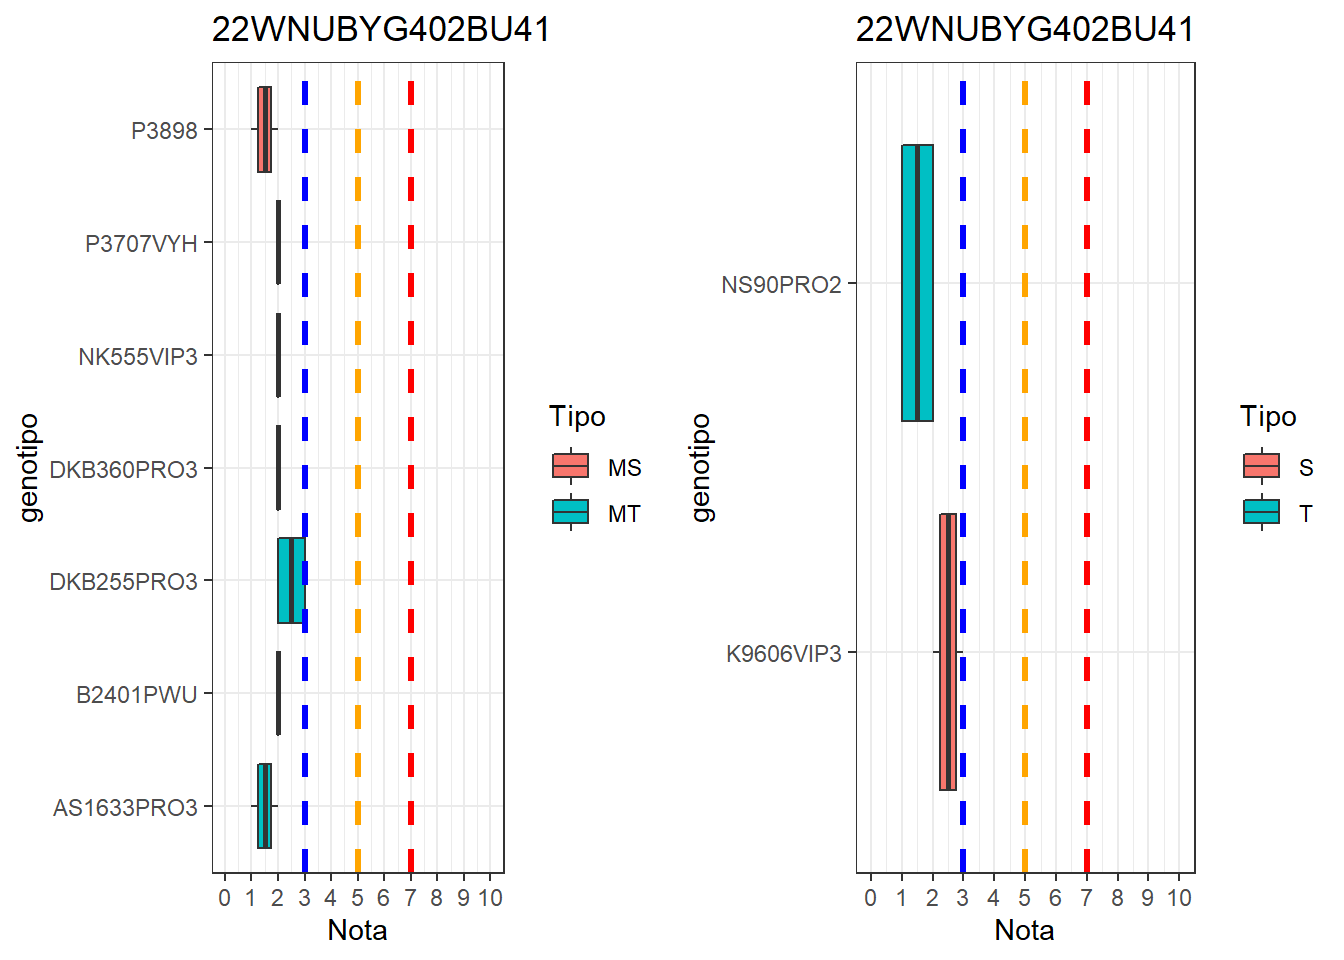 22WNUBYG402BU41
P3898
P3707VYH
NK555VIP3
DKB360PRO3
DKB255PRO3
B2401PWU
AS1633PRO3
genotipo
0 1 2 3 4 5 6 7 8 9 10
Nota
Tipo
MS
MT
22WNUBYG402BU41
NS90PRO2
K9606VIP3
genotipo
0 1 2 3 4 5 6 7 8 9 10
Nota
Tipo
S
T